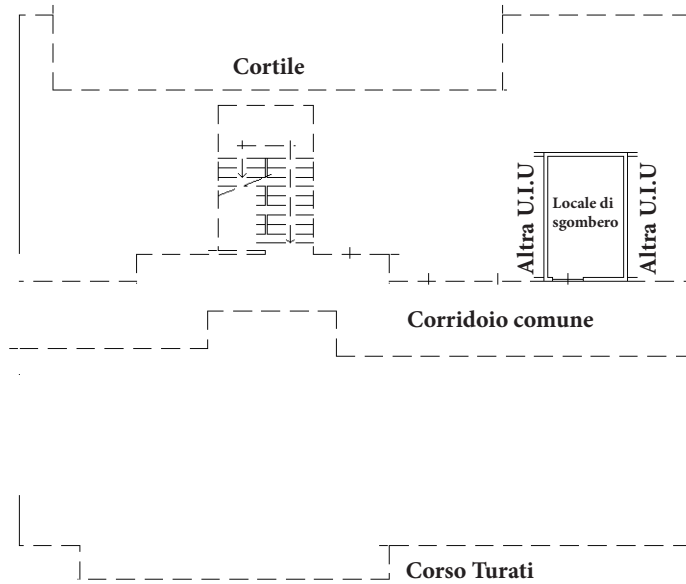 Cortile
Altra U.I.U
Locale di
sgombero
Altra U.I.U
Corridoio comune
Corso Turati